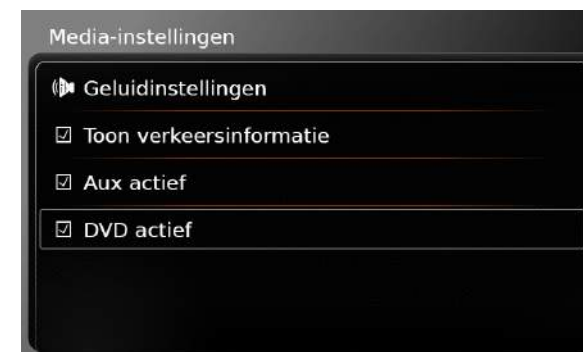 Media-instellingen
Geluidinstellingen
Toon verkeersinformatie
Aux actief
DVD actief